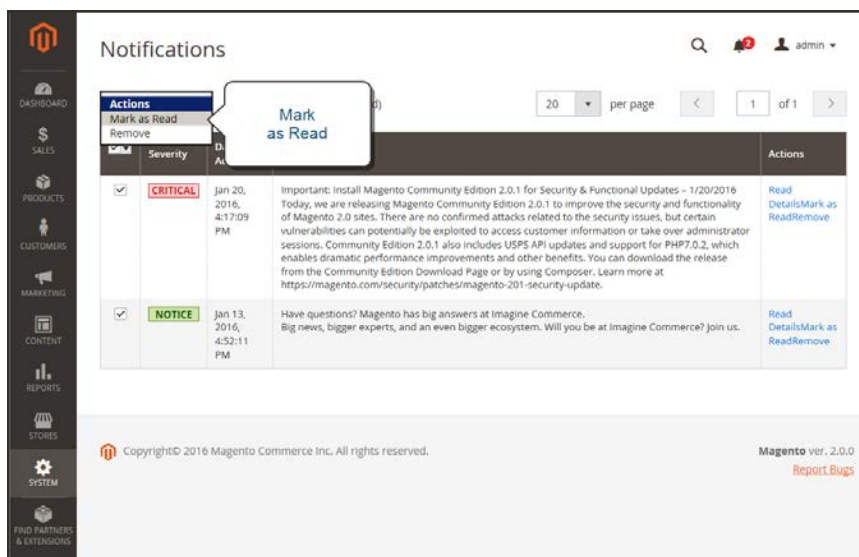 Notifications
2
admin
DASHBOARD
SALES
PRODUCTS
CUSTOMERS
MARKETING
CONTENT
REPORTS
STORES
SYSTEM
FIND PARTNERS
& EXTENSIONS
Actions
Mark as Read
Remove
Mark
as Read
20 per page
1 of 1
Severity
Actions
CRITICAL
Jan 20,
2016,
4:17:09
PM
Important: Install Magento Community Edition 2.0.1 for Security & Functional Updates – 1/20/2016
Today, we are releasing Magento Community Edition 2.0.1 to improve the security and functionality
of Magento 2.0 sites. There are no confirmed attacks related to the security issues, but certain
vulnerabilities can potentially be exploited to access customer information or take over administrator
sessions. Community Edition 2.0.1 also includes USPS API updates and support for PHP7.0.2, which
enables dramatic performance improvements and other benefits. You can download the release
from the Community Edition Download Page or by using Composer. Learn more at
https://magento.com/security/patches/magento-201-security-update.
Read
DetailsMark as
ReadRemove
NOTICE
Jan 13,
2016,
4:52:11
PM
Have questions? Magento has big answers at Imagine Commerce.
Big news, bigger experts, and an even bigger ecosystem. Will you be at Imagine Commerce? Join us.
Read
DetailsMark as
ReadRemove
Copyright© 2016 Magento Commerce Inc. All rights reserved.
Magento ver. 2.0.0
Report Bugs